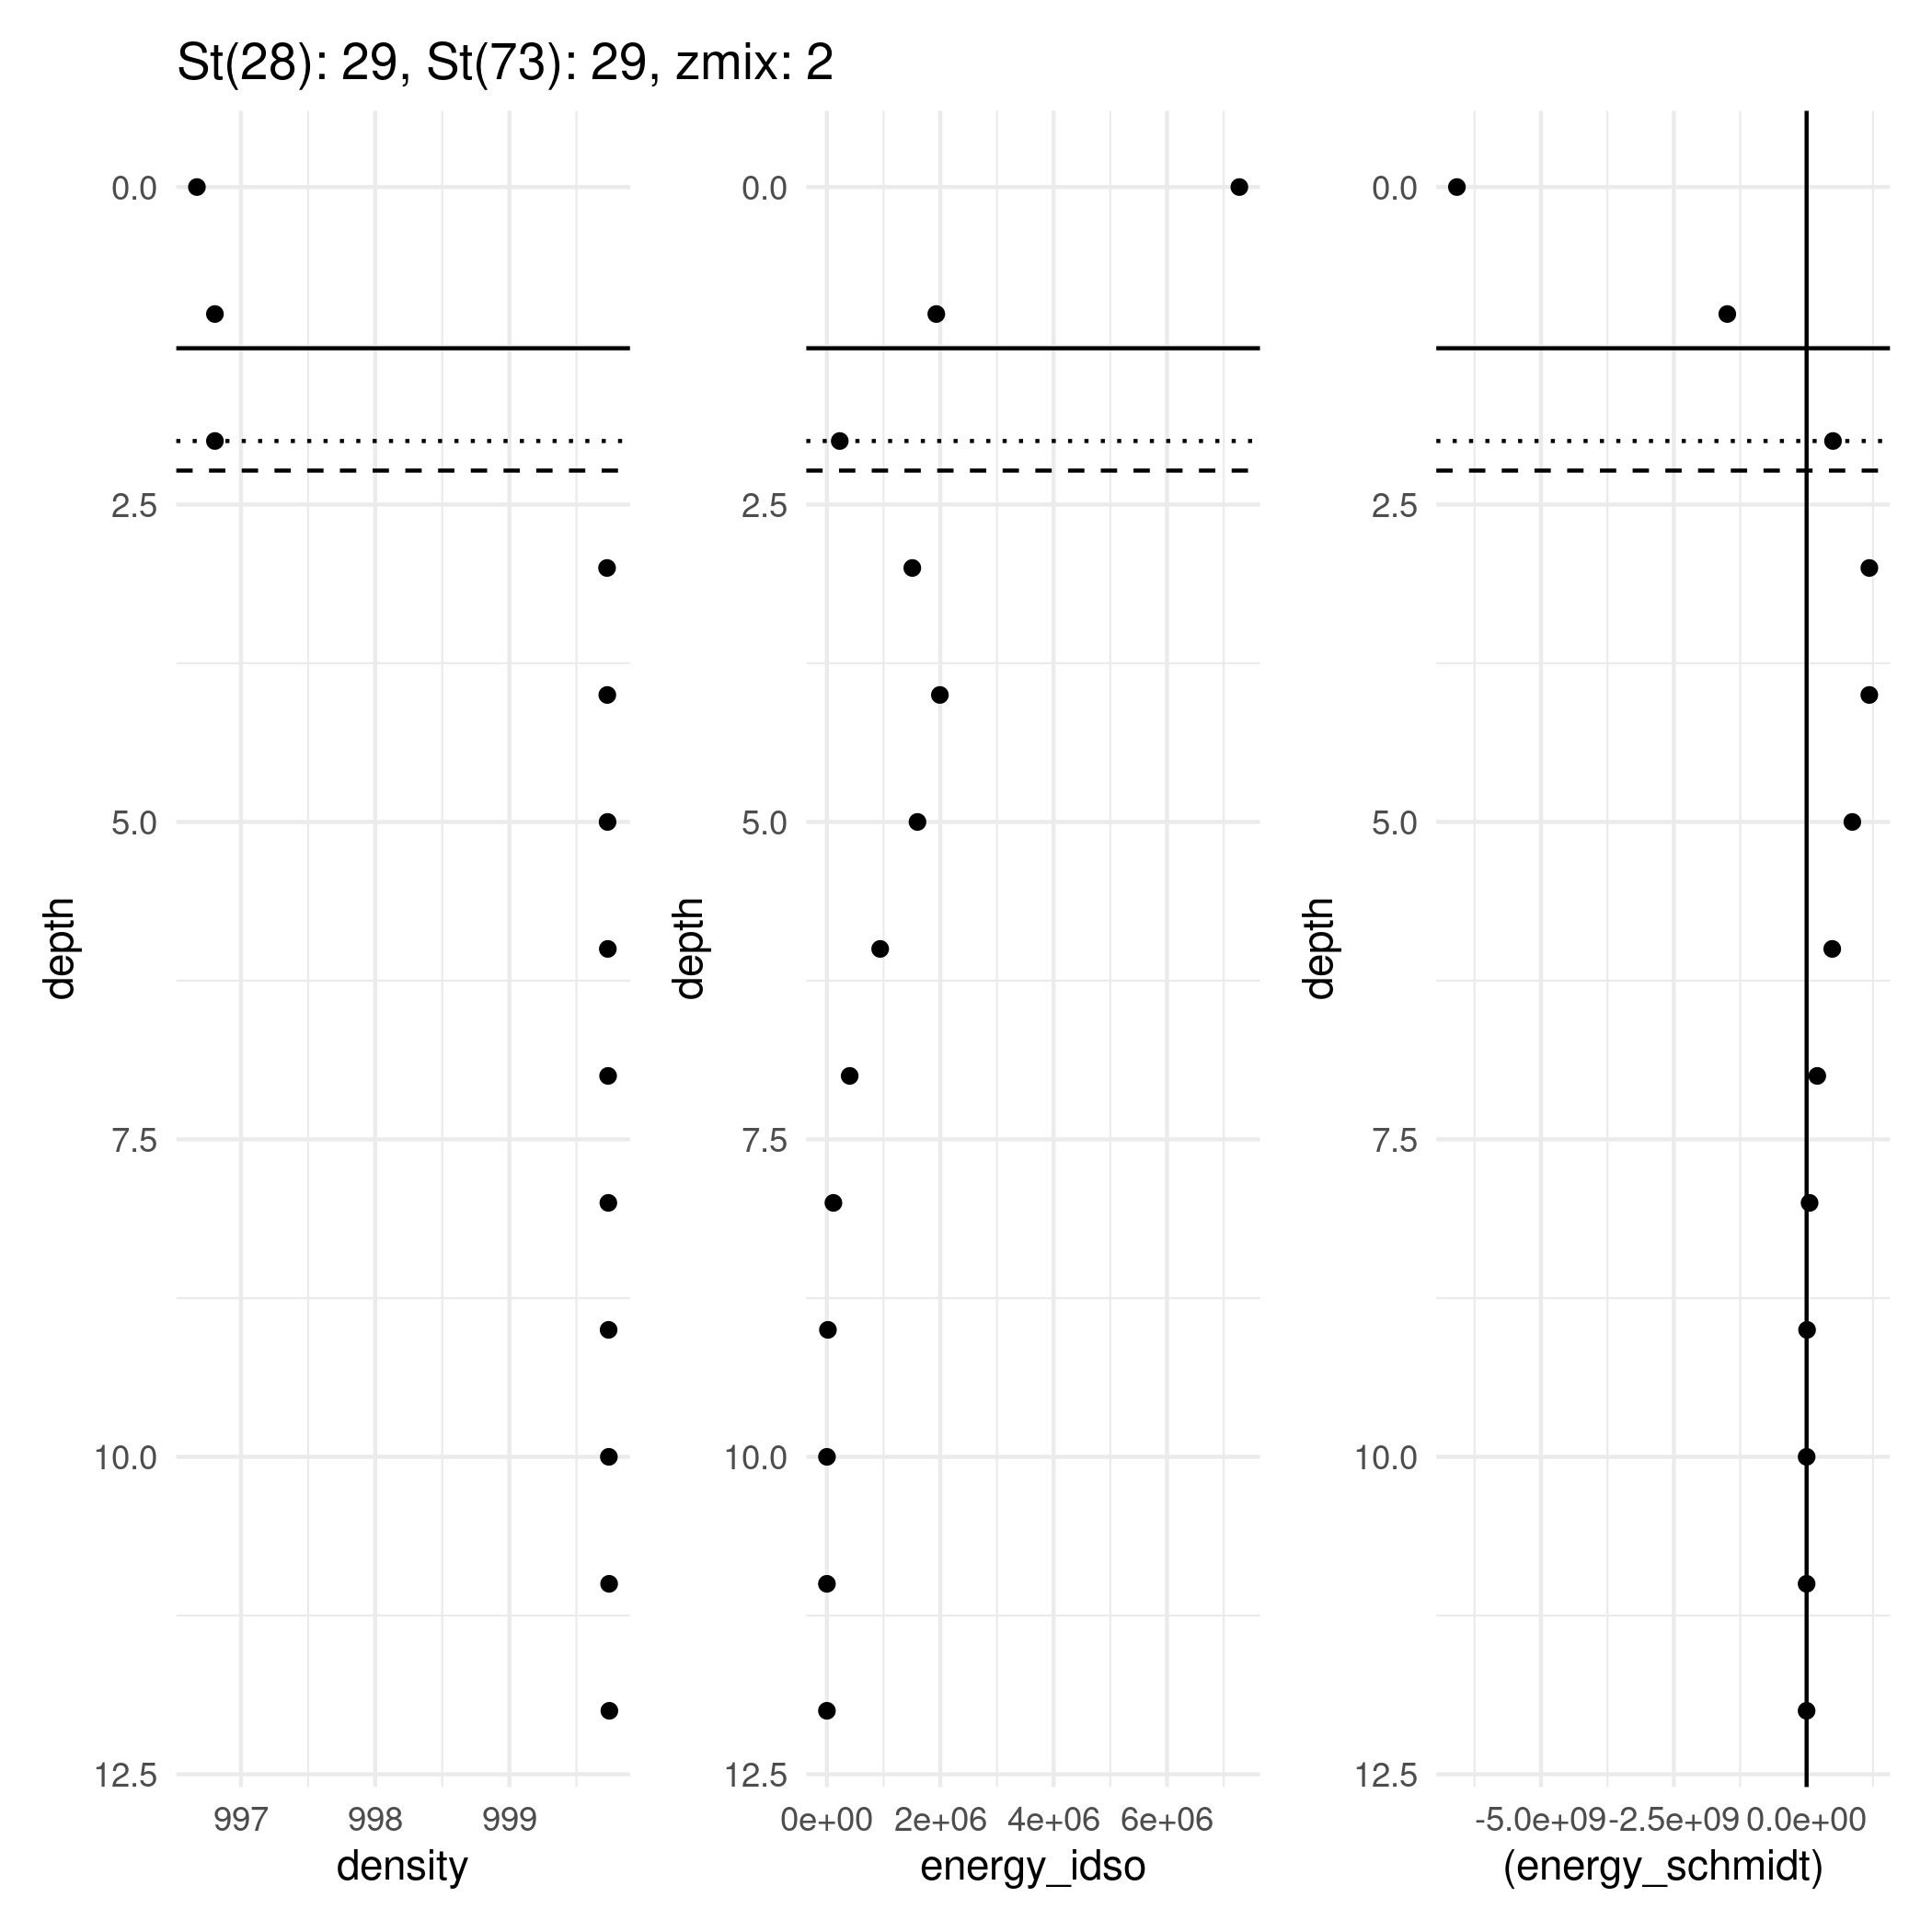 St(28): 29, St(73): 29, zmix: 2
depth
0.0
2.5
5.0
7.5
10.0
12.5
997 998 999
density
depth
0.0
2.5
5.0
7.5
10.0
12.5
0e+00 2e+06 4e+06 6e+06
energy_idso
depth
0.0
2.5
5.0
7.5
10.0
12.5
-5.0e+09 -2.5e+09 0.0e+00
(energy_schmidt)